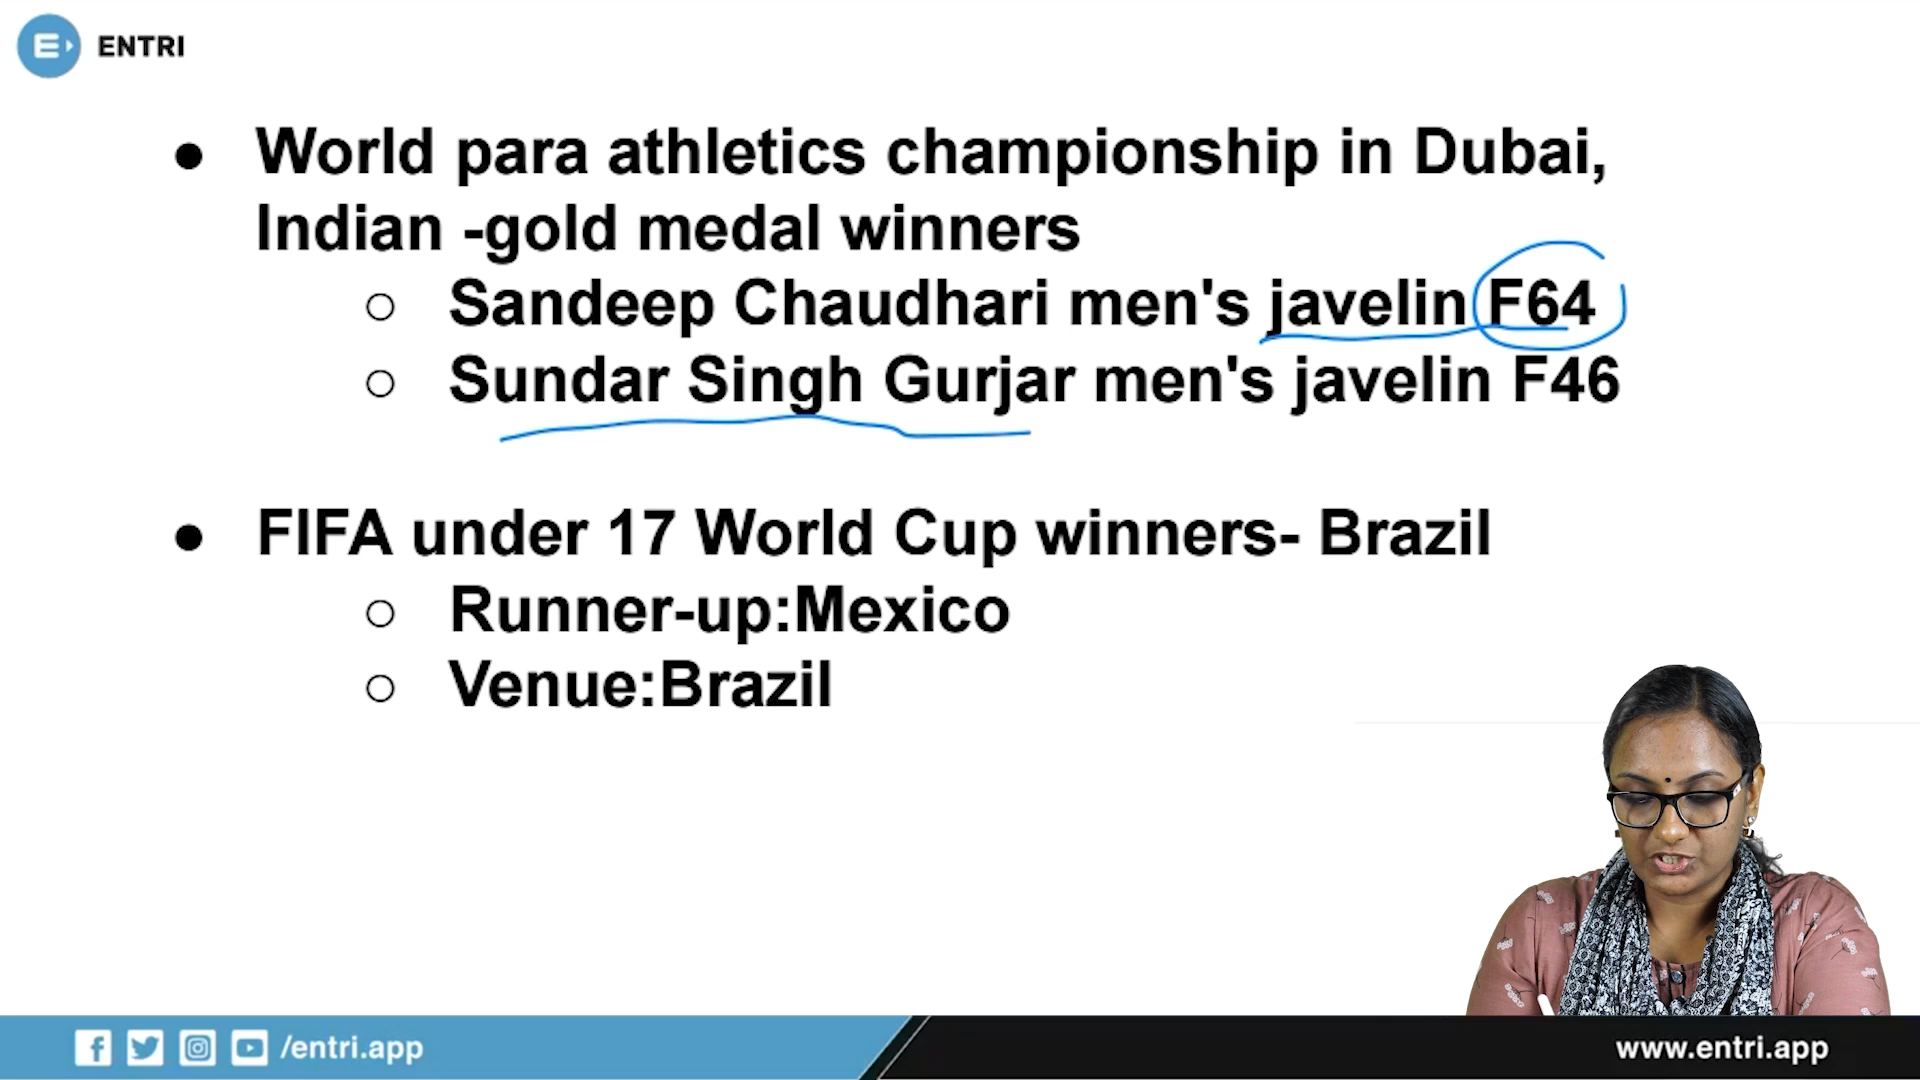 ENTRI
● World para athletics championship in Dubai,
Indian -gold medal winners
○ Sandeep Chaudhari men's javelin F64
○ Sundar Singh Gurjar men's javelin F46
● FIFA under 17 World Cup winners- Brazil
○ Runner-up:Mexico
○ Venue:Brazil
/entri.app
www.entri.app